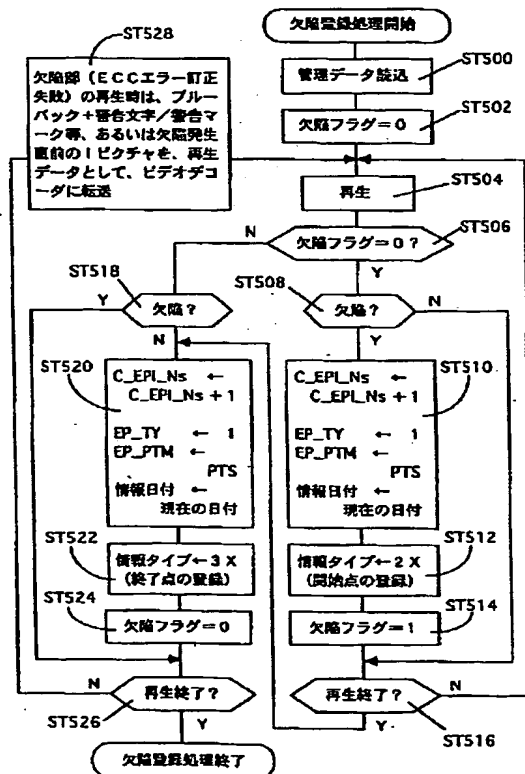 欠陥登録処理開始
ST500
管理データ読込
ST502
欠陥フラグ=0
ST528
欠陥部(ECCエラー訂正
失敗)の再生時は、ブルー
バック+警告文字/警告マ
ーク等、あるいは欠陥発生
直前のIピクチャを、再生
データとして、ビデオデコ
ーダに転送
ST504
再生
ST506
欠陥フラグ=0?
N
Y
ST518
欠陥?
Y
N
ST508
欠陥?
N
Y
ST520
C_EPI_Ns ←
C_EPI_Ns + 1
EP_TY ← 1
EP_PTM ←
PTS
情報日付 ←
現在の日付
ST510
C_EPI_Ns ←
C_EPI_Ns + 1
EP_TY ← 1
EP_PTM ←
PTS
情報日付 ←
現在の日付
ST522
情報タイプ←3X
(終了点の登録)
ST512
情報タイプ←2X
(開始点の登録)
ST524
欠陥フラグ=0
ST514
欠陥フラグ=1
N
再生終了?
ST526
Y
再生終了?
N
Y
ST516
欠陥登録処理終了